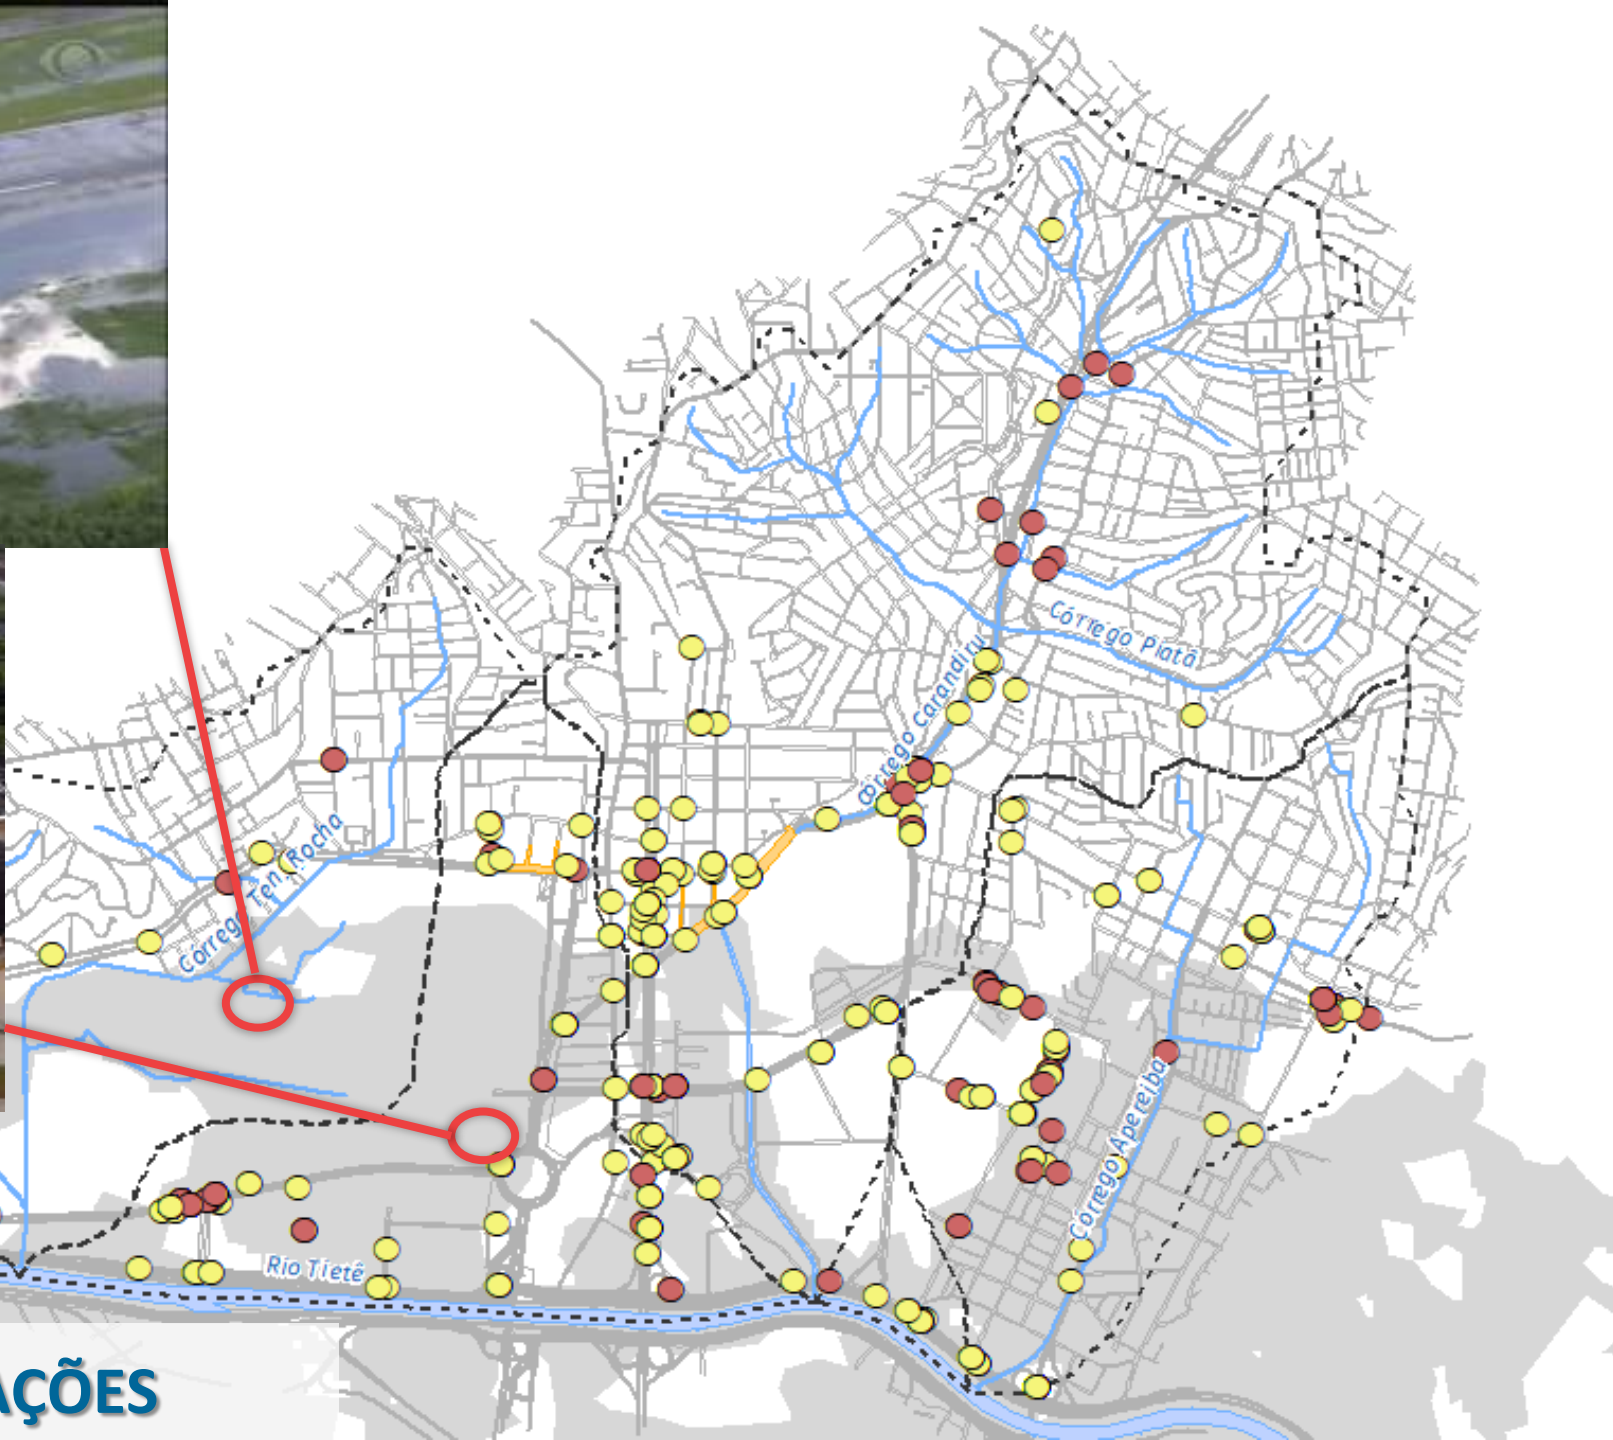 Córrego Piatã
Córrego Carandiru
Córrego Ten. Rocha
Córrego Apereiba
Rio Tietê
AÇÕES